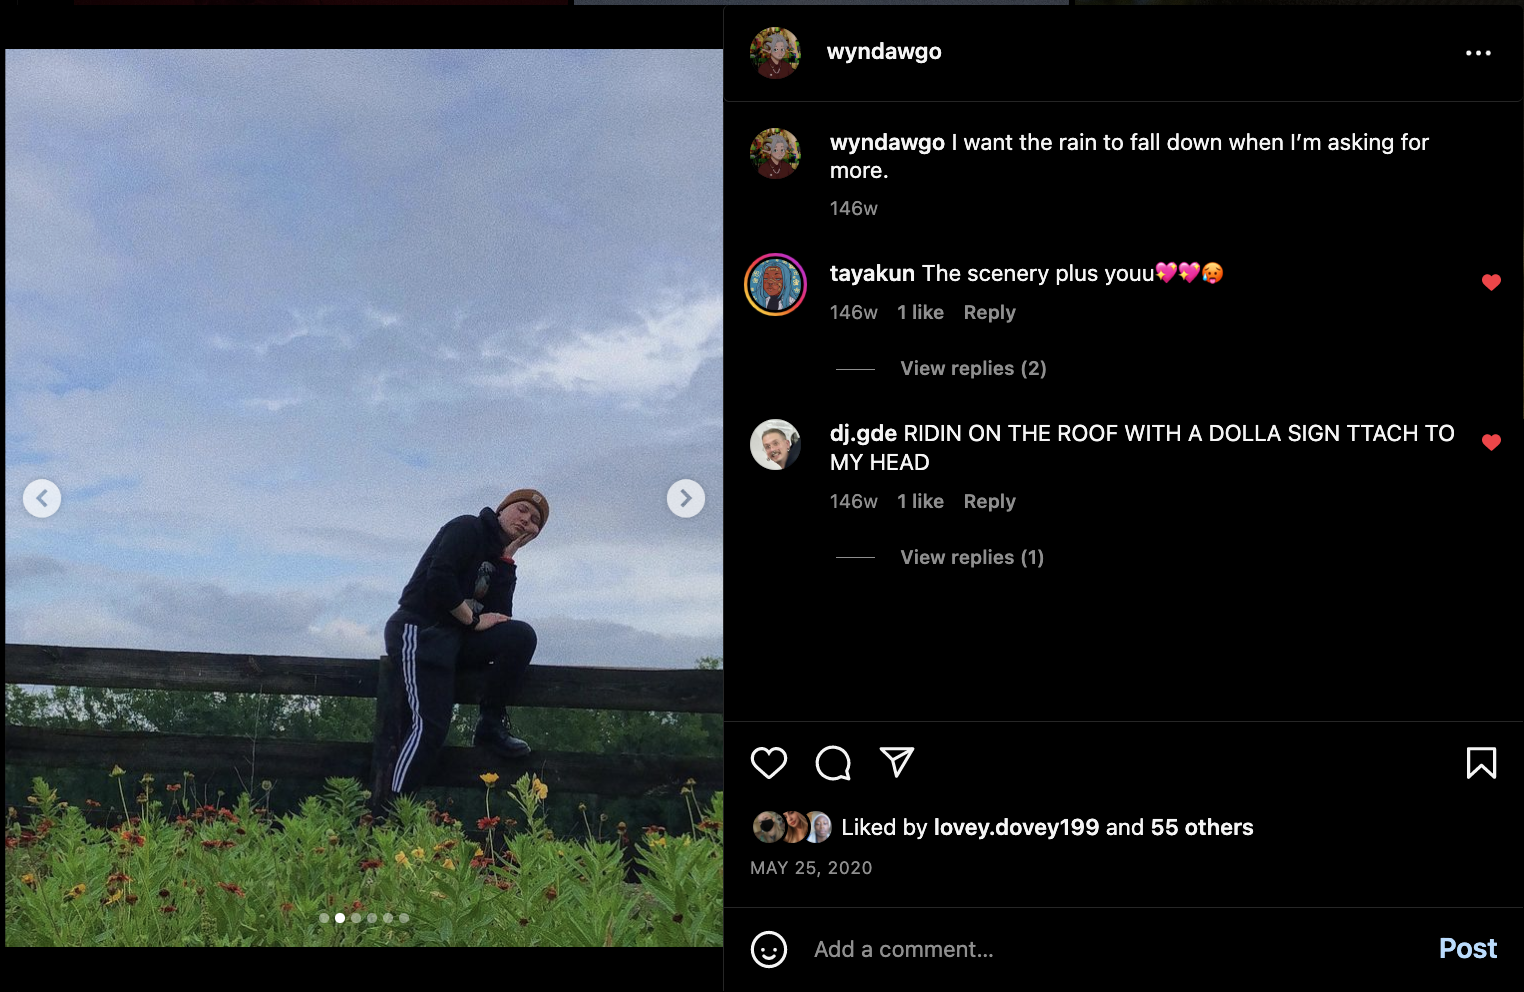 wyndawgo
wyndawgo I want the rain to fall down when I’m asking for
more.
146w
tayakun The scenery plus youu💖💖🥵
146w 1 like Reply
View replies (2)
dj.gde RIDIN ON THE ROOF WITH A DOLLA SIGN TTACH TO
MY HEAD
146w 1 like Reply
View replies (1)
Liked by lovey.dovey199 and 55 others
MAY 25, 2020
Add a comment...
Post